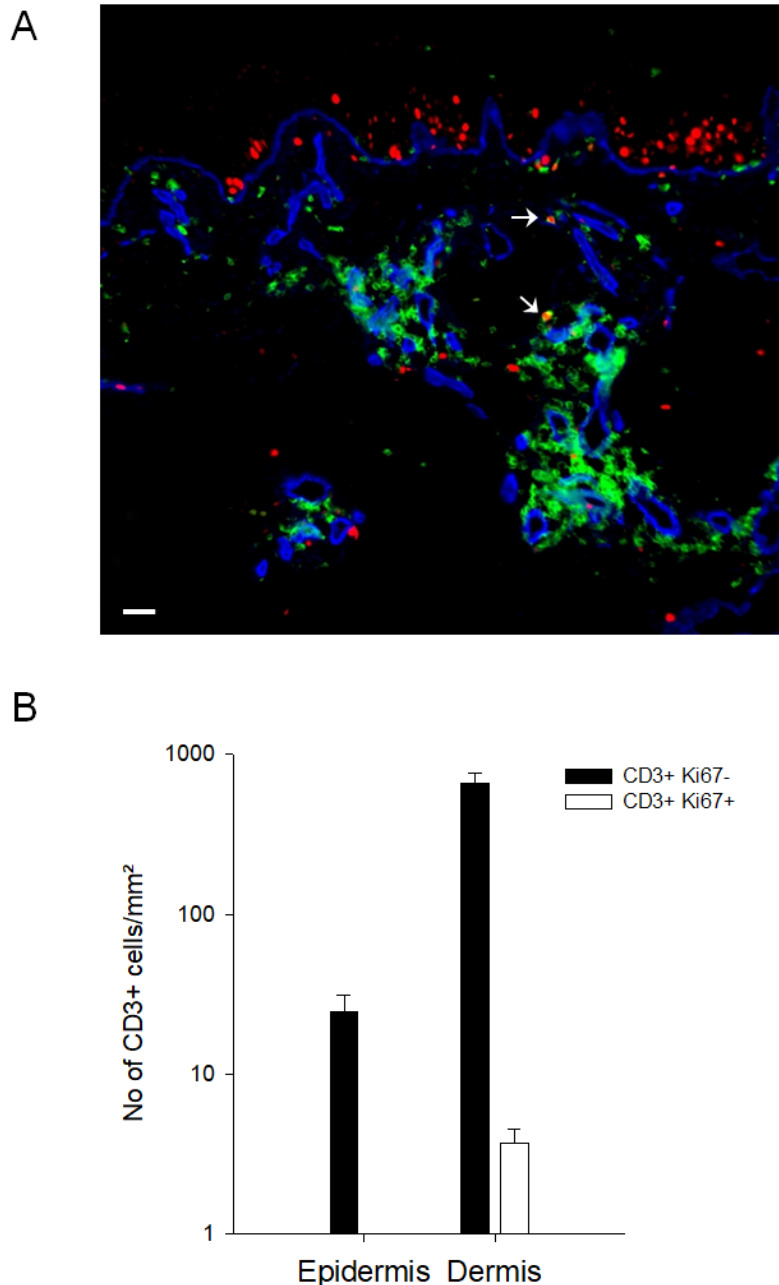 A
B
1000
100
10
1
No of CD3+ cells/mm²
CD3+ Ki67-
CD3+ Ki67+
Epidermis Dermis